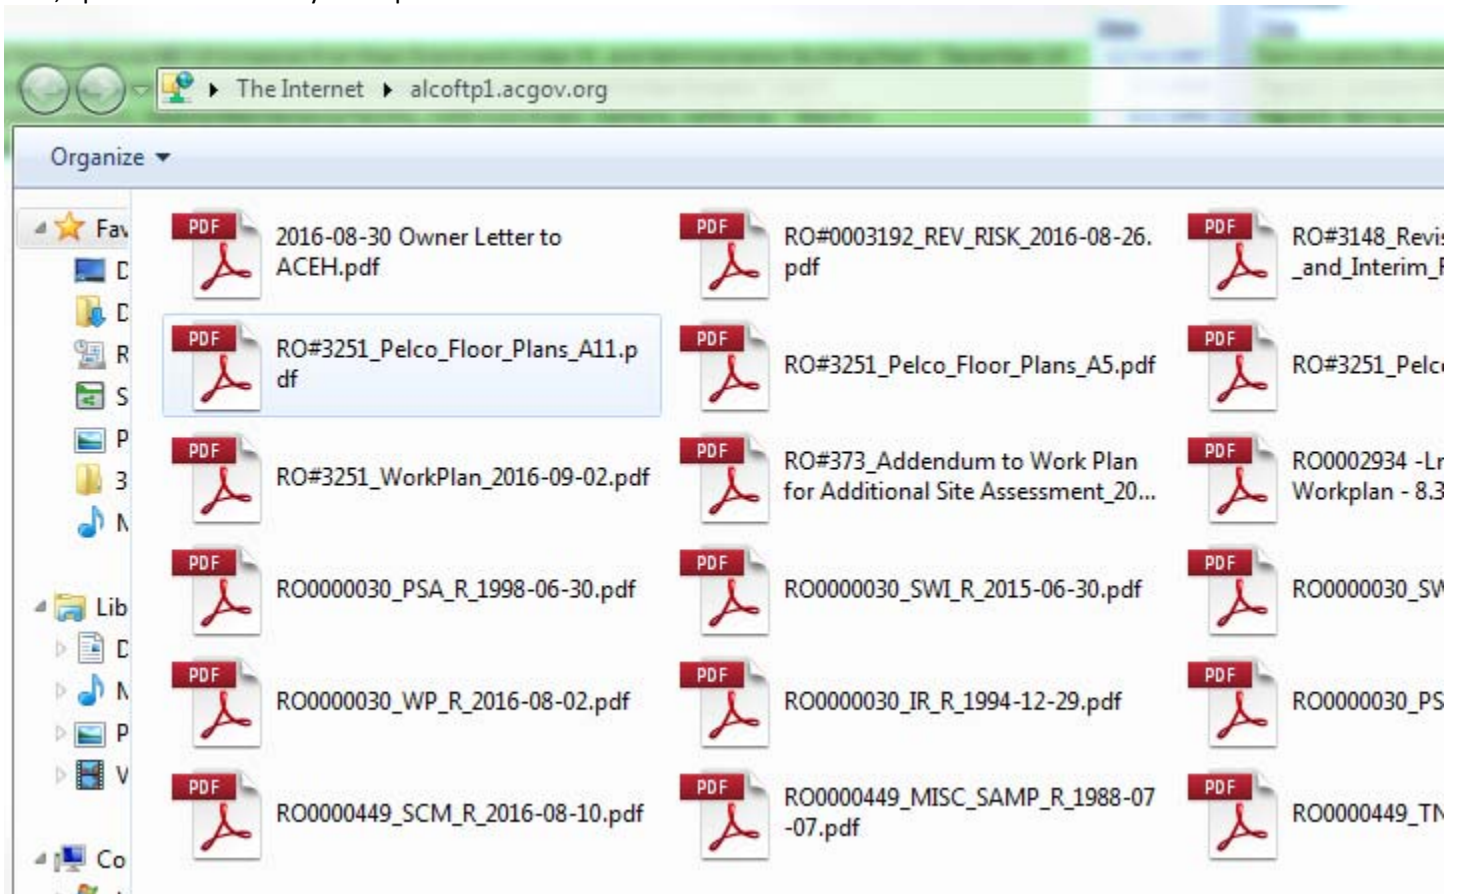 The Internet ▸ alcoftp1.acgov.org
Organize
Fav
D
D
R
S
P
3
N
Lib
D
N
P
V
Co
PDF
2016-08-30 Owner Letter to
ACEH.pdf
PDF
RO#0003192_REV_RISK_2016-08-26.
pdf
PDF
RO#3148_Revis
_and_Interim_F
PDF
RO#3251_Pelco_Floor_Plans_A11.p
df
PDF
RO#3251_Pelco_Floor_Plans_A5.pdf
PDF
RO#3251_Pelc
PDF
RO#3251_WorkPlan_2016-09-02.pdf
PDF
RO#373_Addendum to Work Plan
for Additional Site Assessment_20...
PDF
RO0002934 -Lr
Workplan - 8.3
PDF
RO0000030_PSA_R_1998-06-30.pdf
PDF
RO0000030_SWI_R_2015-06-30.pdf
PDF
RO0000030_SW
PDF
RO0000030_WP_R_2016-08-02.pdf
PDF
RO0000030_IR_R_1994-12-29.pdf
PDF
RO0000030_PS
PDF
RO0000449_SCM_R_2016-08-10.pdf
PDF
RO0000449_MISC_SAMP_R_1988-07
-07.pdf
PDF
RO0000449_TN